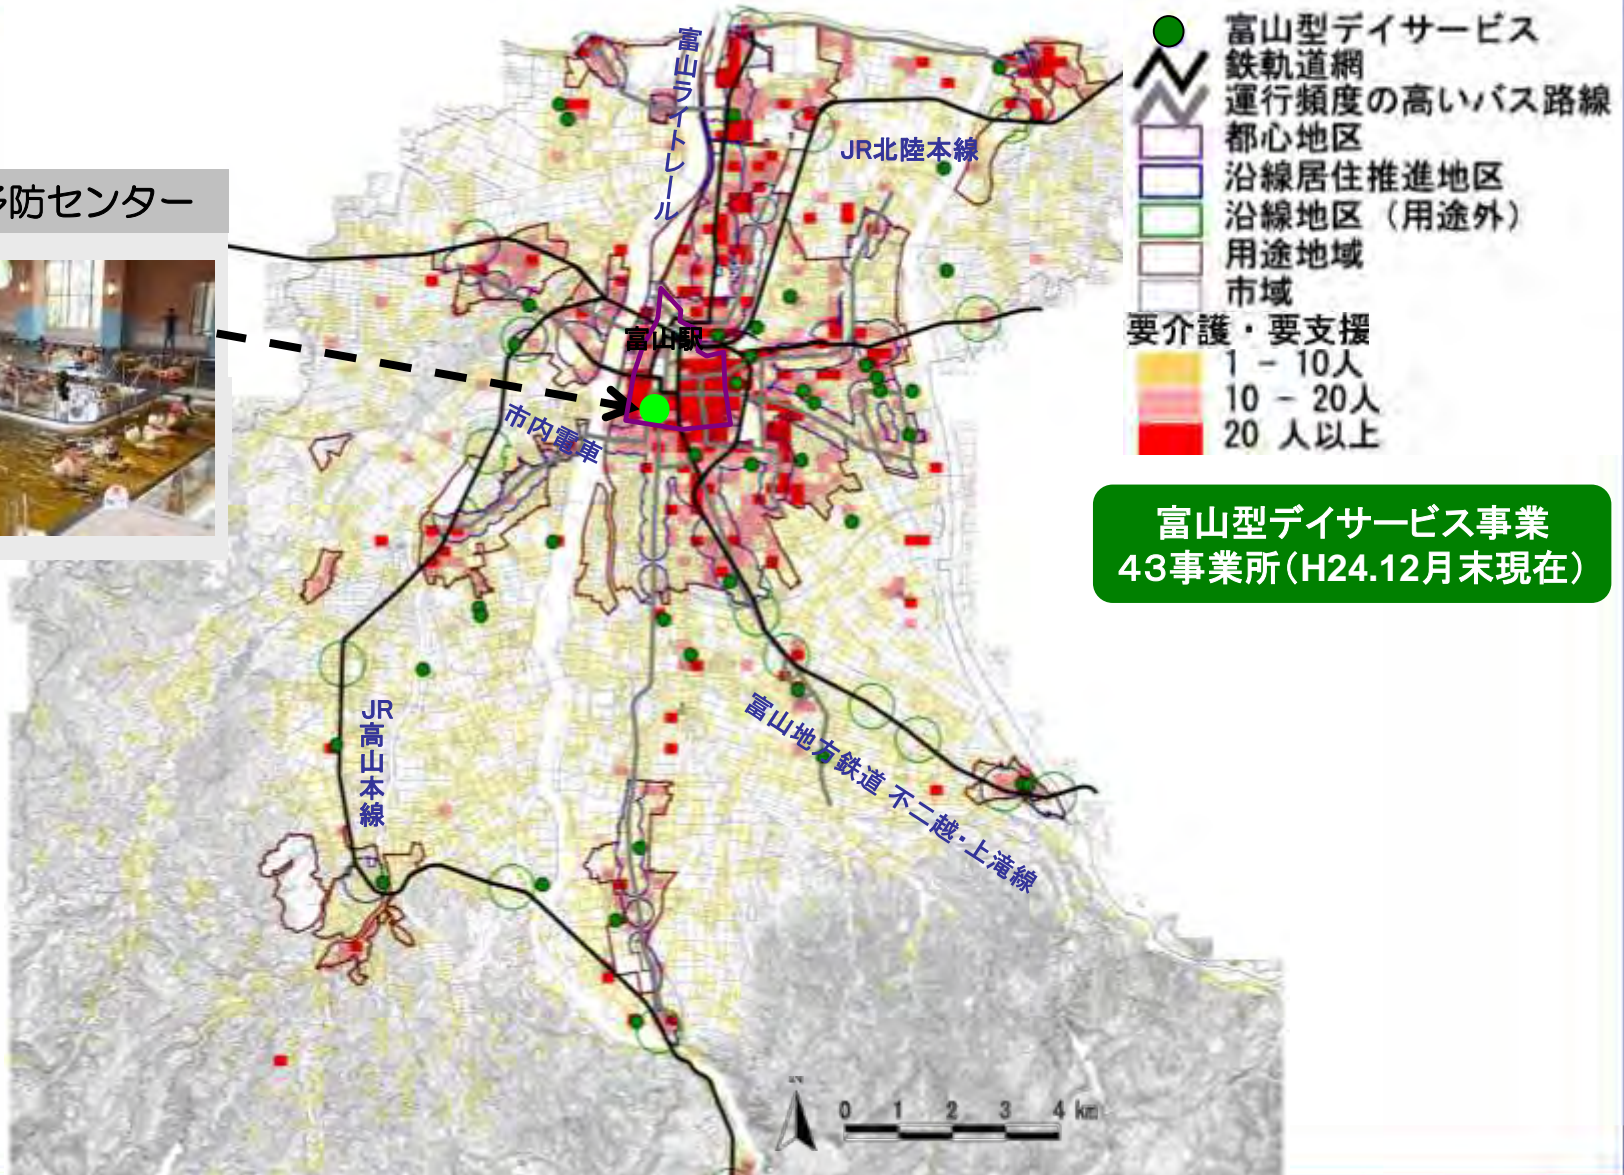 富山型デイサービス
鉄軌道網
運行頻度の高いバス路線
都心地区
沿線居住推進地区
沿線地区（用途外）
用途地域
市域
要介護・要支援
1 - 10人
10 - 20人
20 人以上
富山型デイサービス事業
43事業所（H24.12月末現在）
防センター
富山ライトレール
JR北陸本線
富山駅
市内電車
JR高山本線
富山地方鉄道 不二越・上滝線
0 1 2 3 4 km